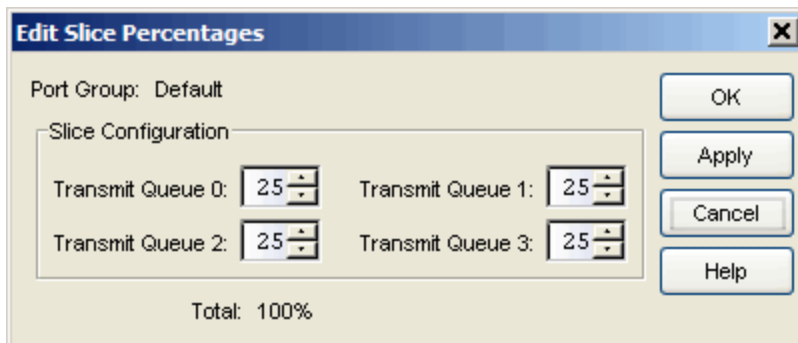 Edit Slice Percentages
Port Group: Default
OK
Slice Configuration
Apply
Transmit Queue 0: 25 Transmit Queue 1: 25
Cancel
Transmit Queue 2: 25 Transmit Queue 3: 25
Help
Total: 100%